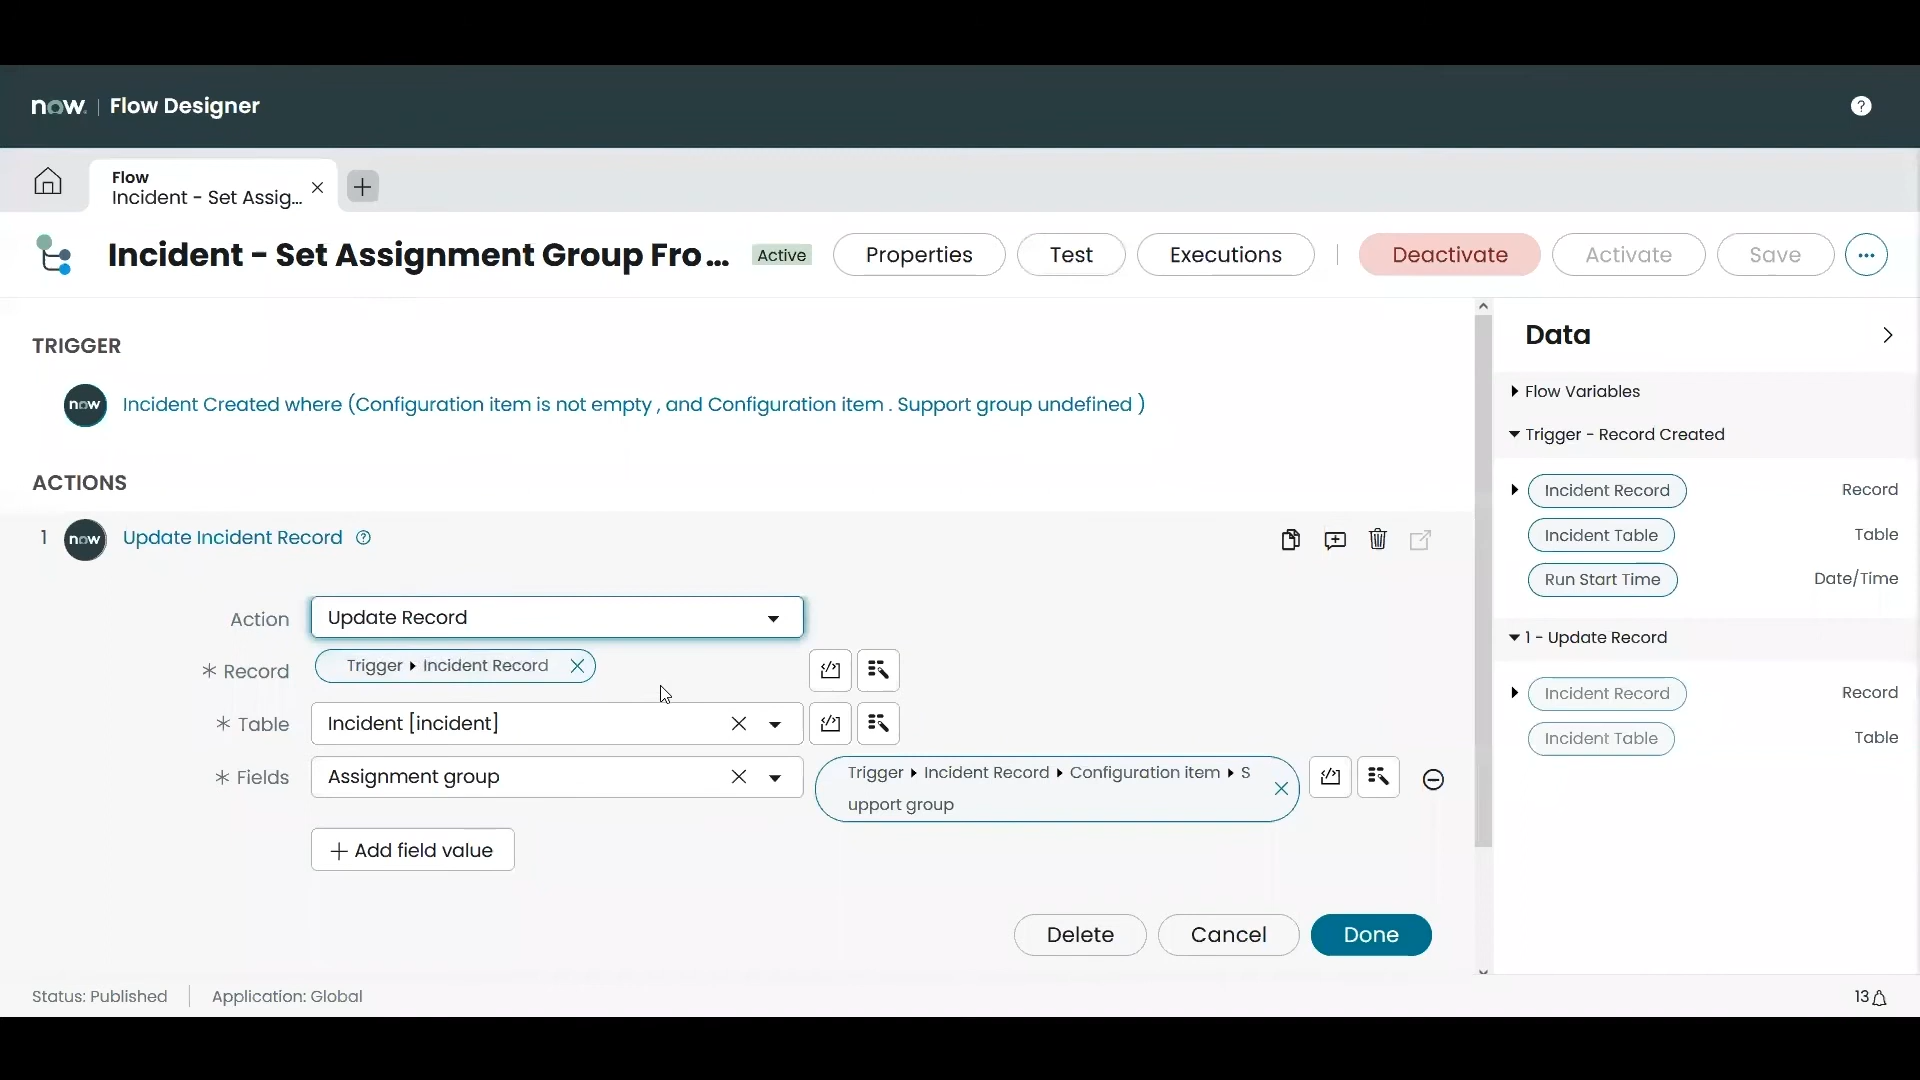 now. | Flow Designer
?
Flow
Incident - Set Assig...
Incident - Set Assignment Group Fro...
Active
Properties
Test
Executions
Deactivate
Activate
Save
...
TRIGGER
now
Incident Created where (Configuration item is not empty , and Configuration item . Support group undefined )
ACTIONS
1
now
Update Incident Record
?
Action
Update Record
* Record
Trigger ▸ Incident Record
* Table
Incident [incident]
* Fields
Assignment group
Trigger ▸ Incident Record ▸ Configuration item ▸ S
upport group
+ Add field value
Delete
Cancel
Done
Data
Flow Variables
Trigger - Record Created
Incident Record
Record
Incident Table
Table
Run Start Time
Date/Time
1 - Update Record
Incident Record
Record
Incident Table
Table
Status: Published
Application: Global
13